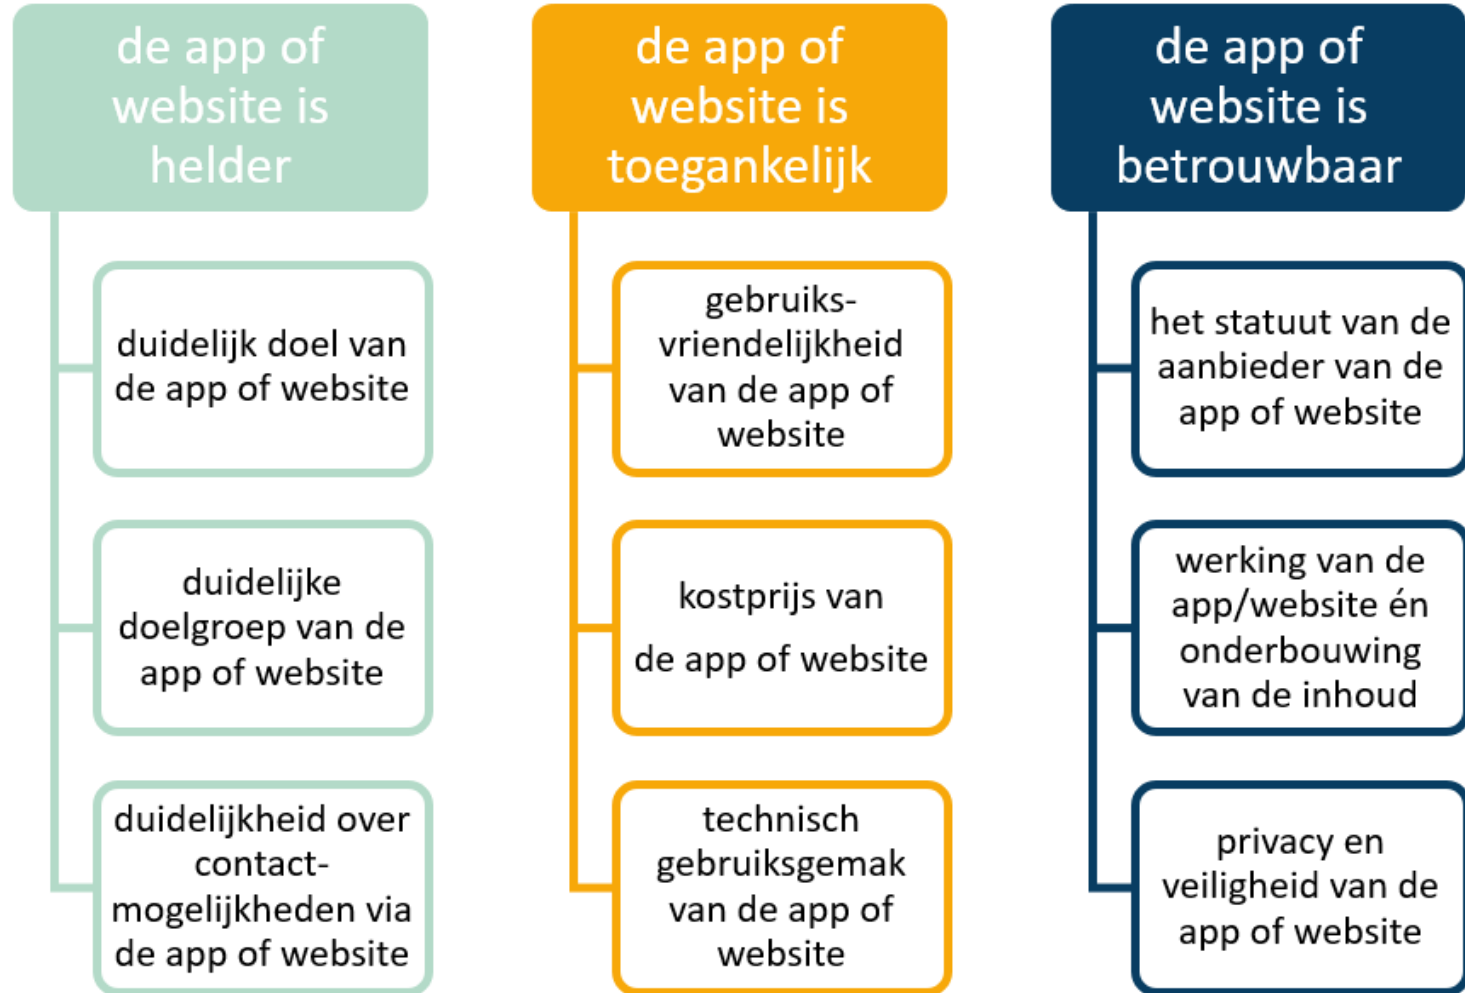 de app of
website is
helder
duidelijk doel van
de app of website
duidelijke
doelgroep van de
app of website
duidelijkheid over
contact-
mogelijkheden via
de app of website
de app of
website is
toegankelijk
gebruiks-
vriendelijkheid
van de app of
website
kostprijs van
de app of website
technisch
gebruiksgemak
van de app of
website
de app of
website is
betrouwbaar
het statuut van de
aanbieder van de
app of website
werking van de
app/website én
onderbouwing
van de inhoud
privacy en
veiligheid van de
app of website